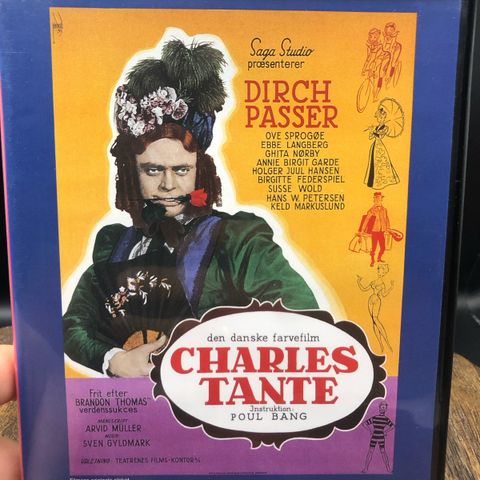 Saga Studio
præsenterer
DIRCH
PASSER
OVE SPROGØE
EBBE LANGBERG
GHITA NØRBY
ANNIE BIRGIT GARDE
HOLGER JUUL HANSEN
BIRGITTE FEDERSPIEL
SUSSE WOLD
HANS W. PETERSEN
KELD MARKUSLUND
den danske farvefilm
CHARLES
TANTE
Instruktion:
POUL BANG
Frit efter
BRANDON THOMAS'
verdenssukces
MANUSCRIPT:
ARVID MÜLLER
MUSIK:
SVEN GYLDMARK
UDLEJNING: TEATRENES FILMS-KONTOR A/S